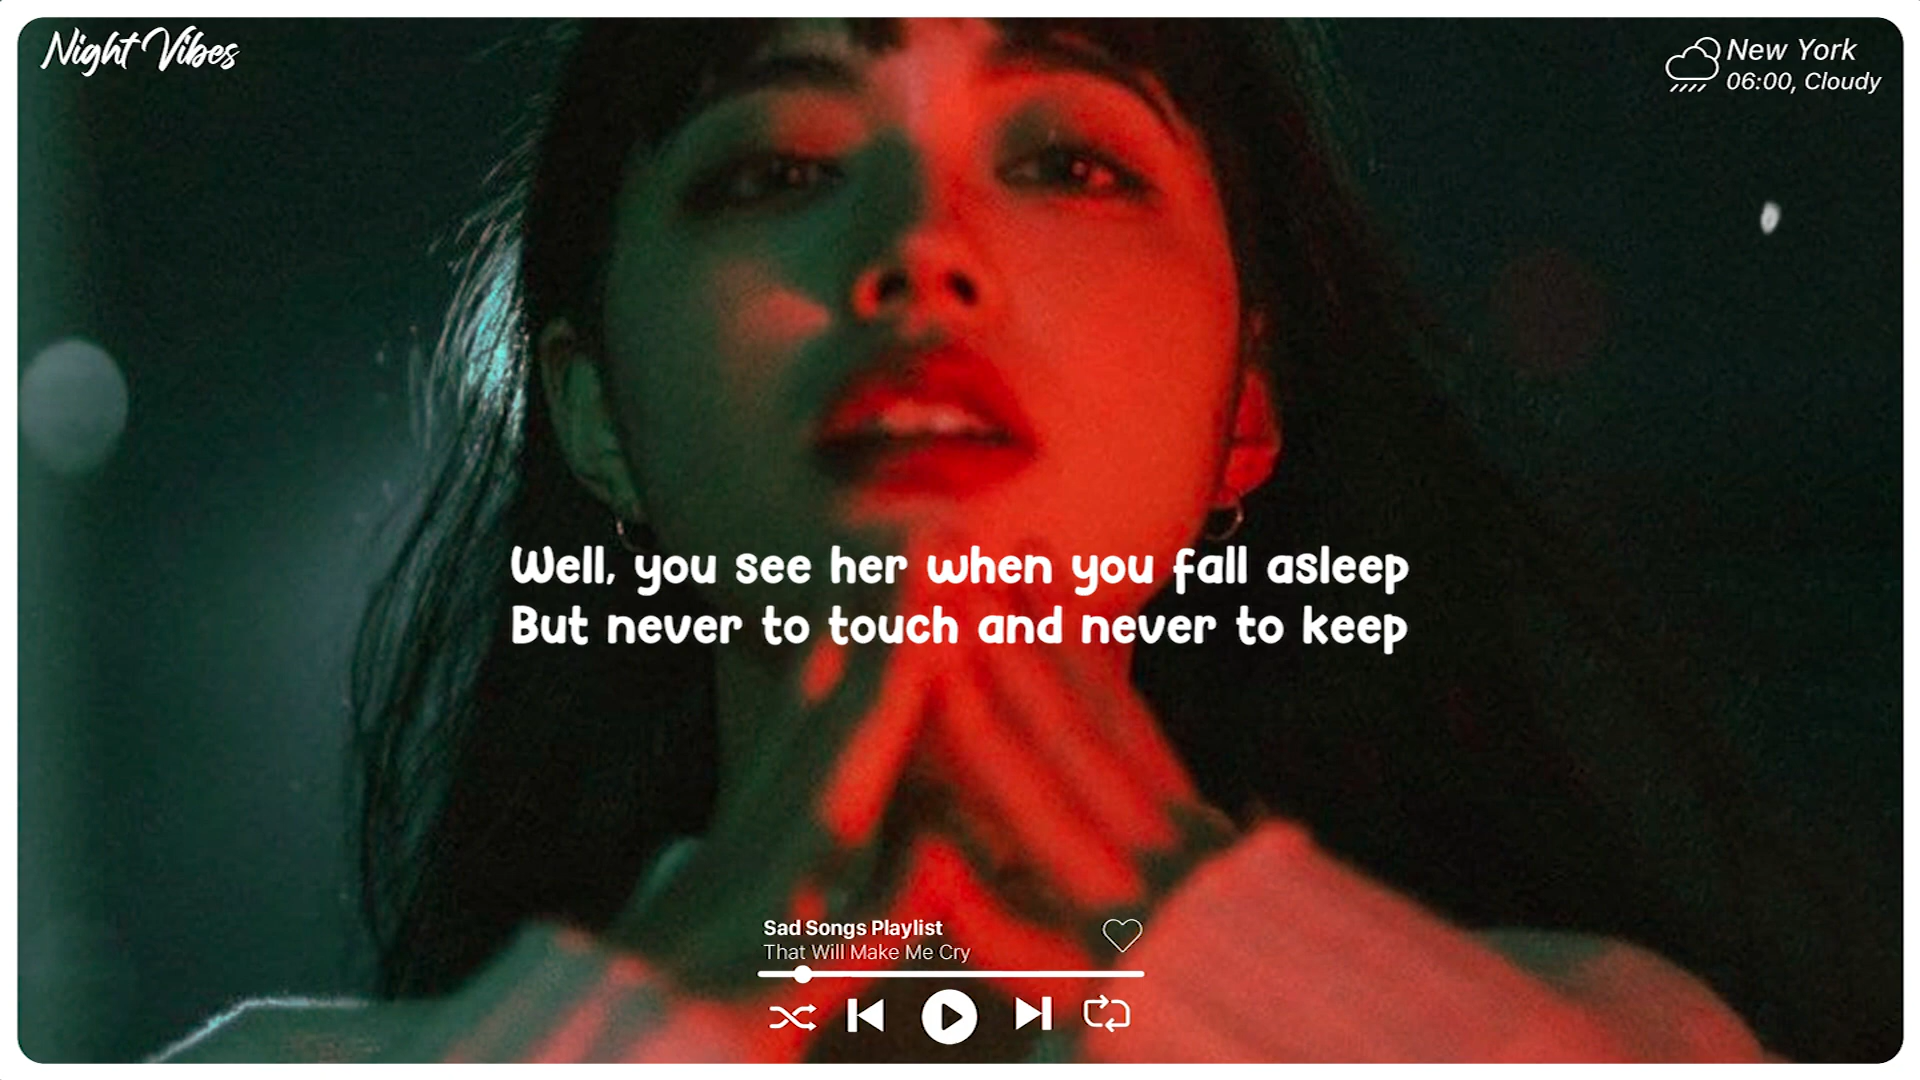 Night Vibes
New York
06:00, Cloudy
Well, you see her when you fall asleep
But never to touch and never to keep
Sad Songs Playlist
That Will Make Me Cry